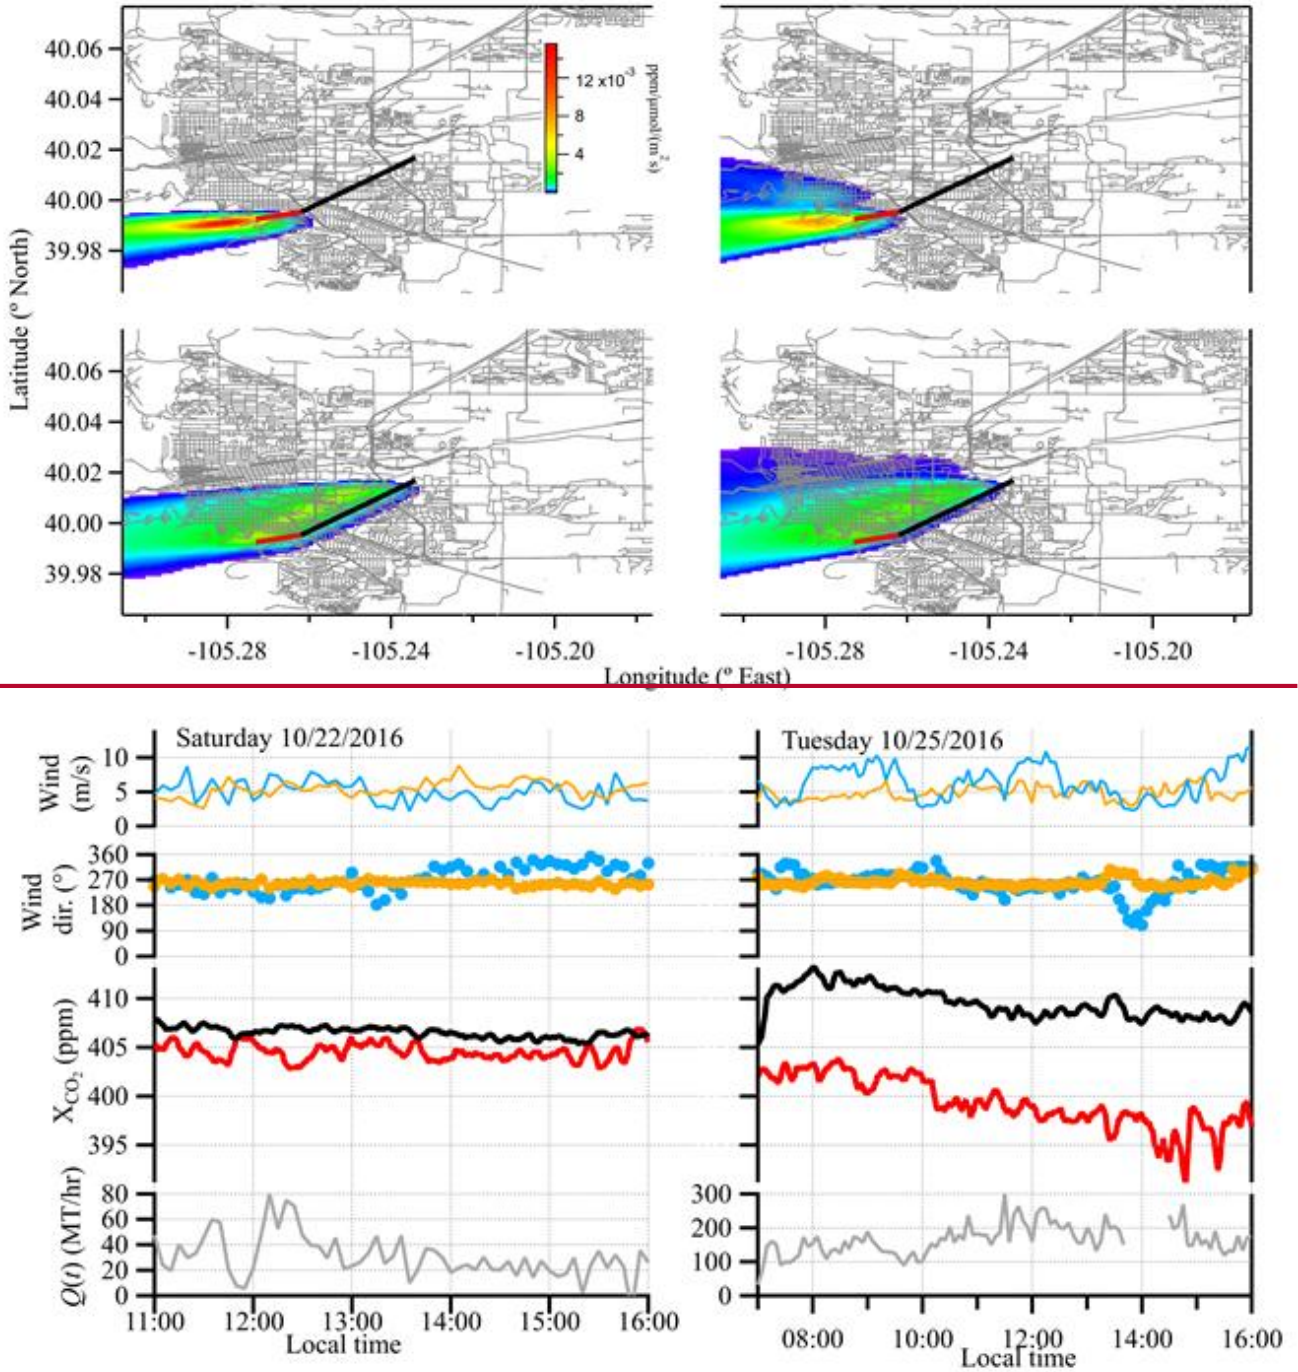 40.06
40.04
40.02
40.00
39.98
12 x10⁻³
8
4
ppm/μmol/(m² s)
Latitude (º North)
40.06
40.04
40.02
40.00
39.98
-105.28 -105.24 -105.20 -105.28 -105.24 -105.20
Longitude (º East)
Saturday 10/22/2016 Tuesday 10/25/2016
Wind (m/s)
10
5
0
Wind dir. (°)
360
270
180
90
0
X_CO₂ (ppm)
410
405
400
395
Q(t) (MT/hr)
80 300
60 200
40 100
20 0
0
11:00 12:00 13:00 14:00 15:00 16:00 08:00 10:00 12:00 14:00 16:00
Local time Local time